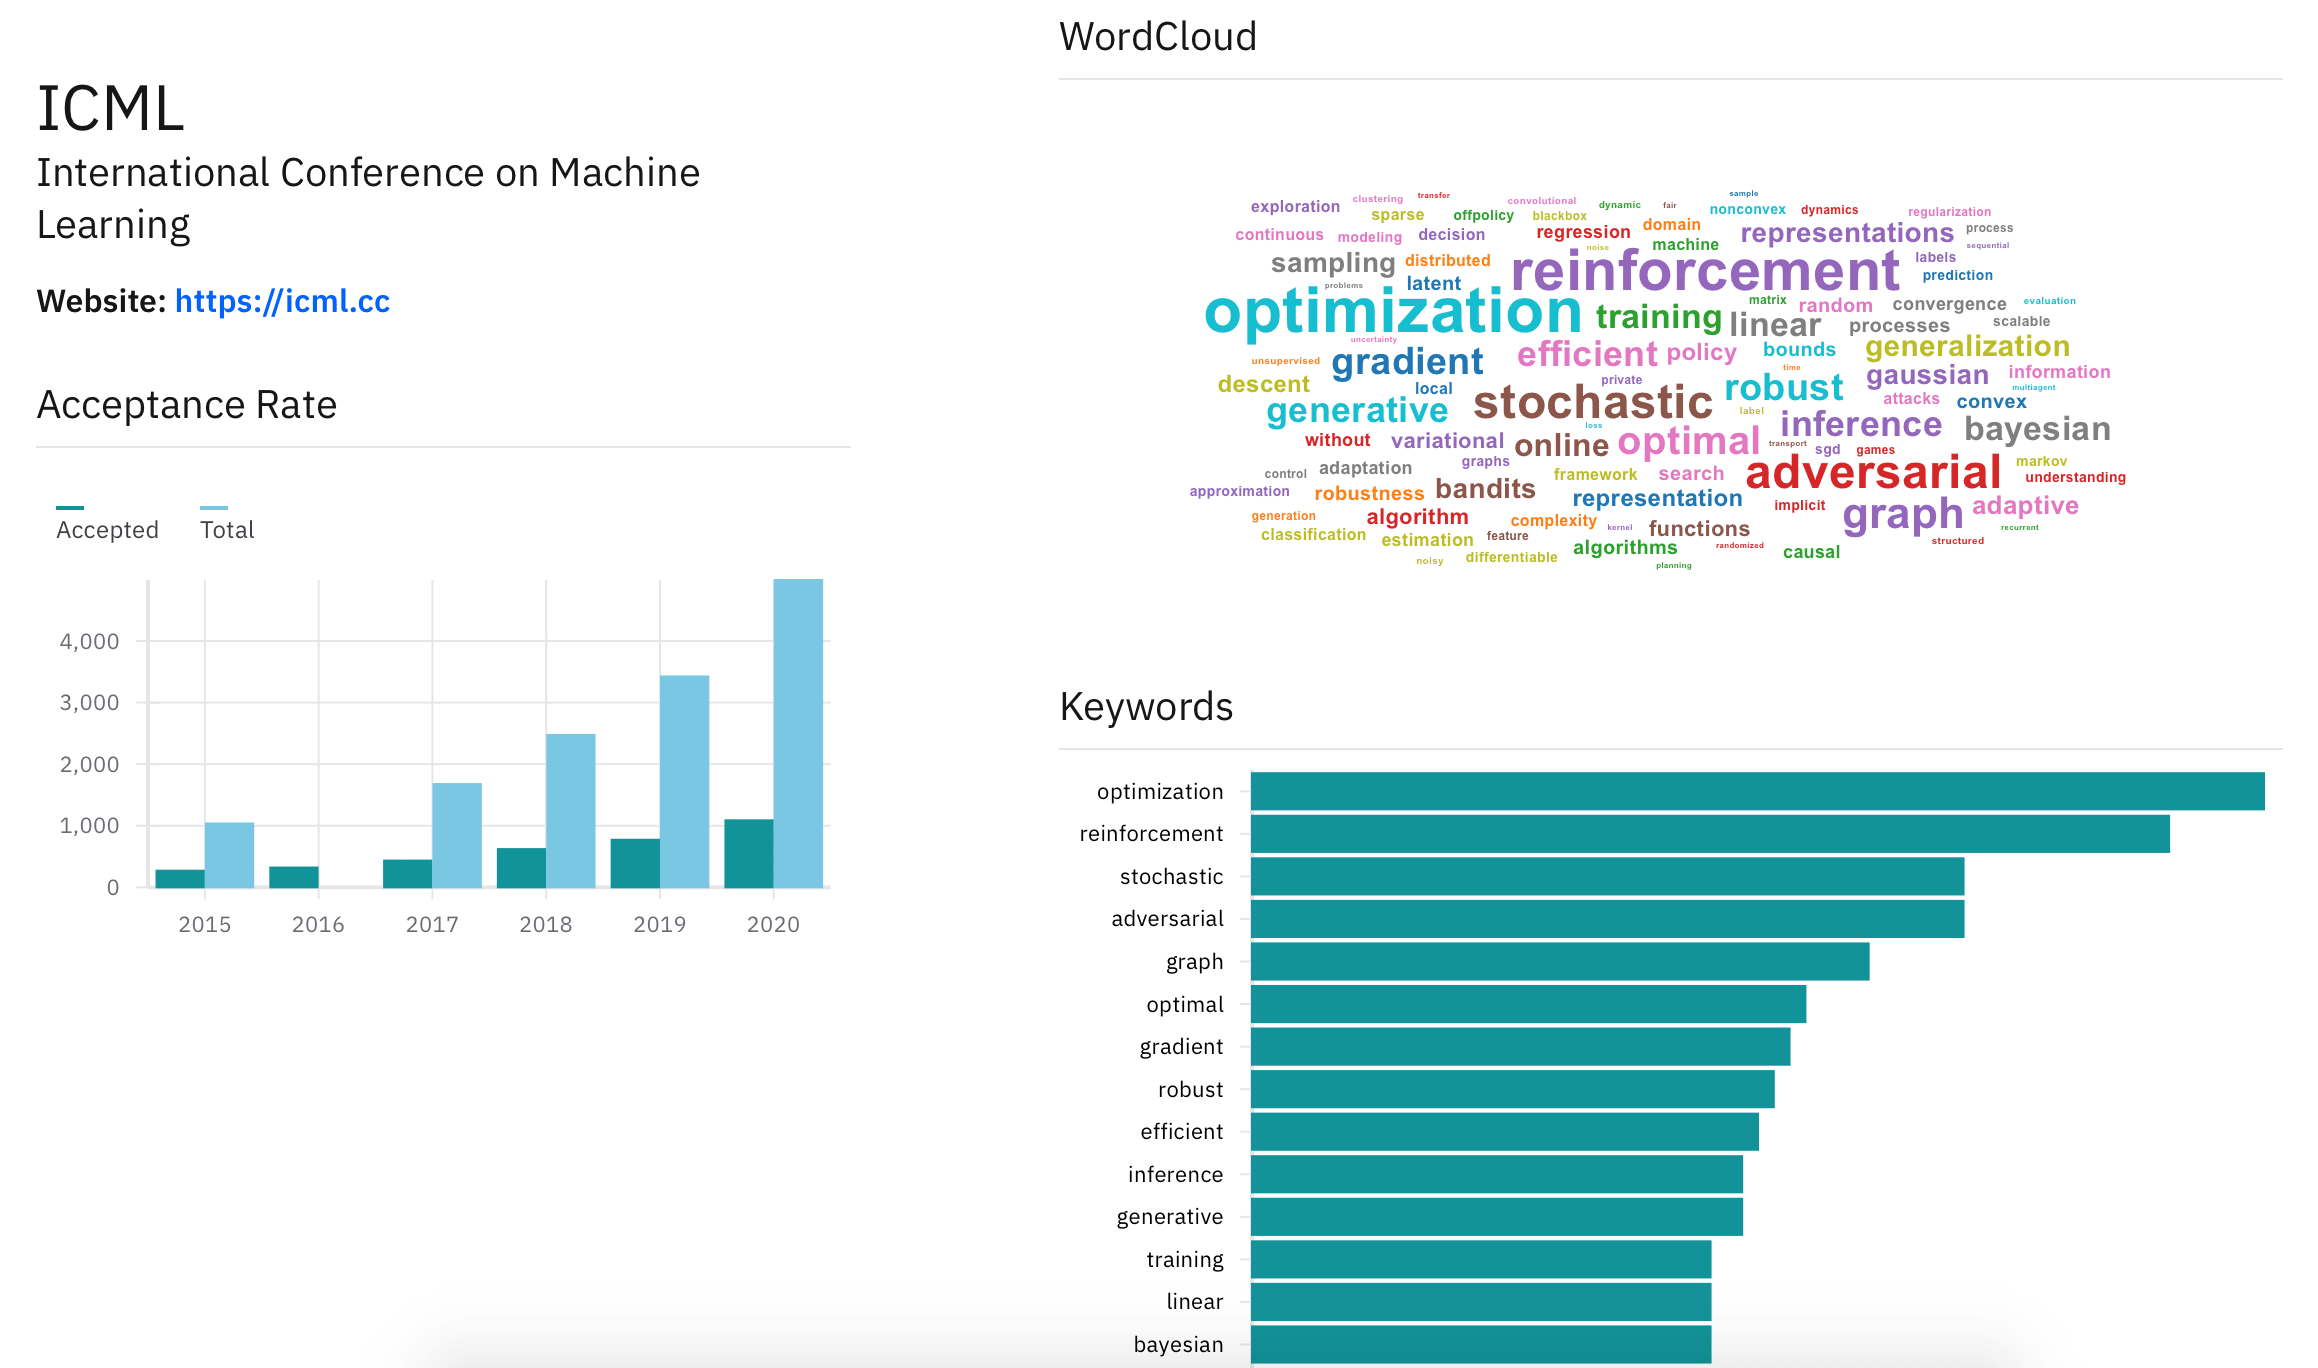 ICML
International Conference on Machine
Learning
Website: https://icml.cc
Acceptance Rate
Accepted Total
4,000
3,000
2,000
1,000
0
2015 2016 2017 2018 2019 2020
WordCloud
exploration clustering transfer convolutional dynamic fair sample nonconvex dynamics regularization
sparse offpolicy blackbox domain process
continuous modeling decision regression noise machine representations sequential
sampling distributed reinforcement labels
problems latent prediction
optimization training matrix random convergence evaluation
uncertainty linear processes scalable
unsupervised gradient efficient policy bounds generalization
descent local private time robust gaussian information
generative stochastic label attacks convex multiagent
without variational online loss optimal transport inference bayesian
control adaptation graphs framework search sgd games markov
approximation robustness bandits representation adversarial understanding
generation algorithm complexity kernel functions implicit graph adaptive
classification estimation feature algorithms randomized causal structured recurrent
noisy differentiable planning
Keywords
optimization
reinforcement
stochastic
adversarial
graph
optimal
gradient
robust
efficient
inference
generative
training
linear
bayesian